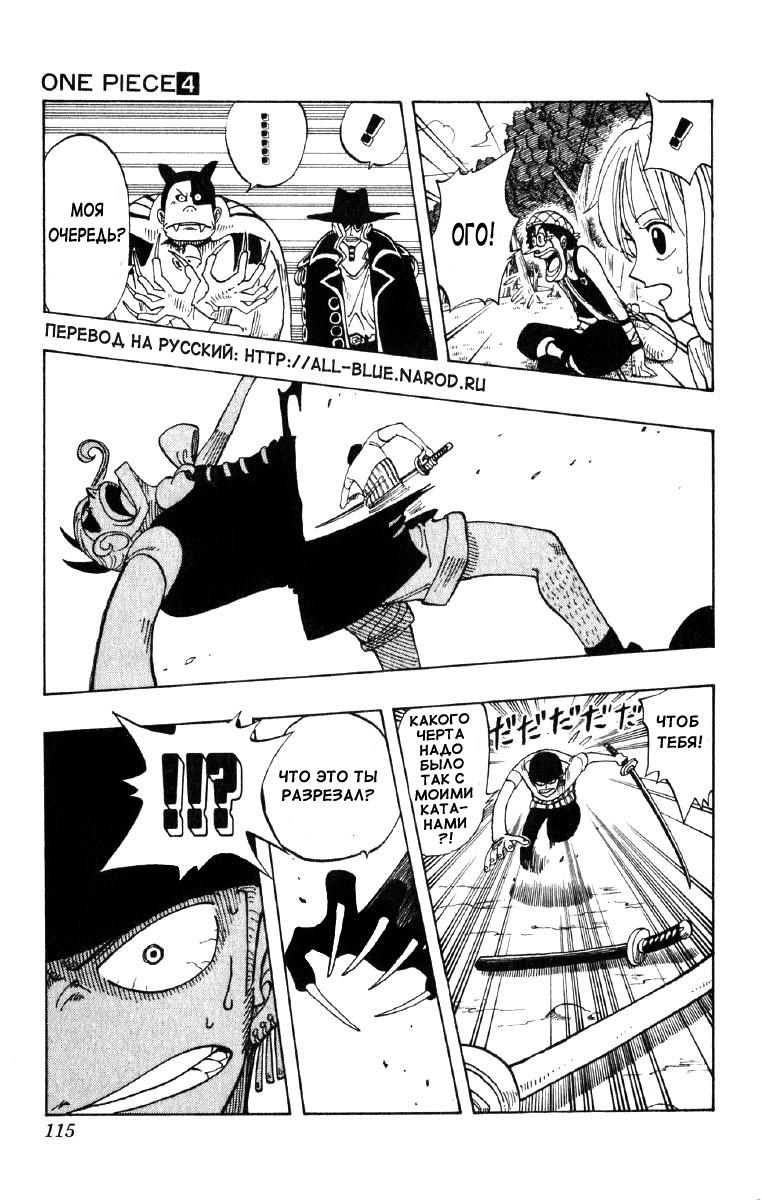 ONE PIECE 4
!
ОГО!
!
⋮
МОЯ
ОЧЕРЕДЬ?
ПЕРЕВОД НА РУССКИЙ: HTTP://ALL-BLUE.NAROD.RU
ЧТОБ
ТЕБЯ!
だだだだだ
КАКОГО
ЧЕРТА
НАДО
БЫЛО
ТАК С
МОИМИ
КАТА-
НАМИ
?!
ЧТО ЭТО ТЫ
РАЗРЕЗАЛ?
!!?
115